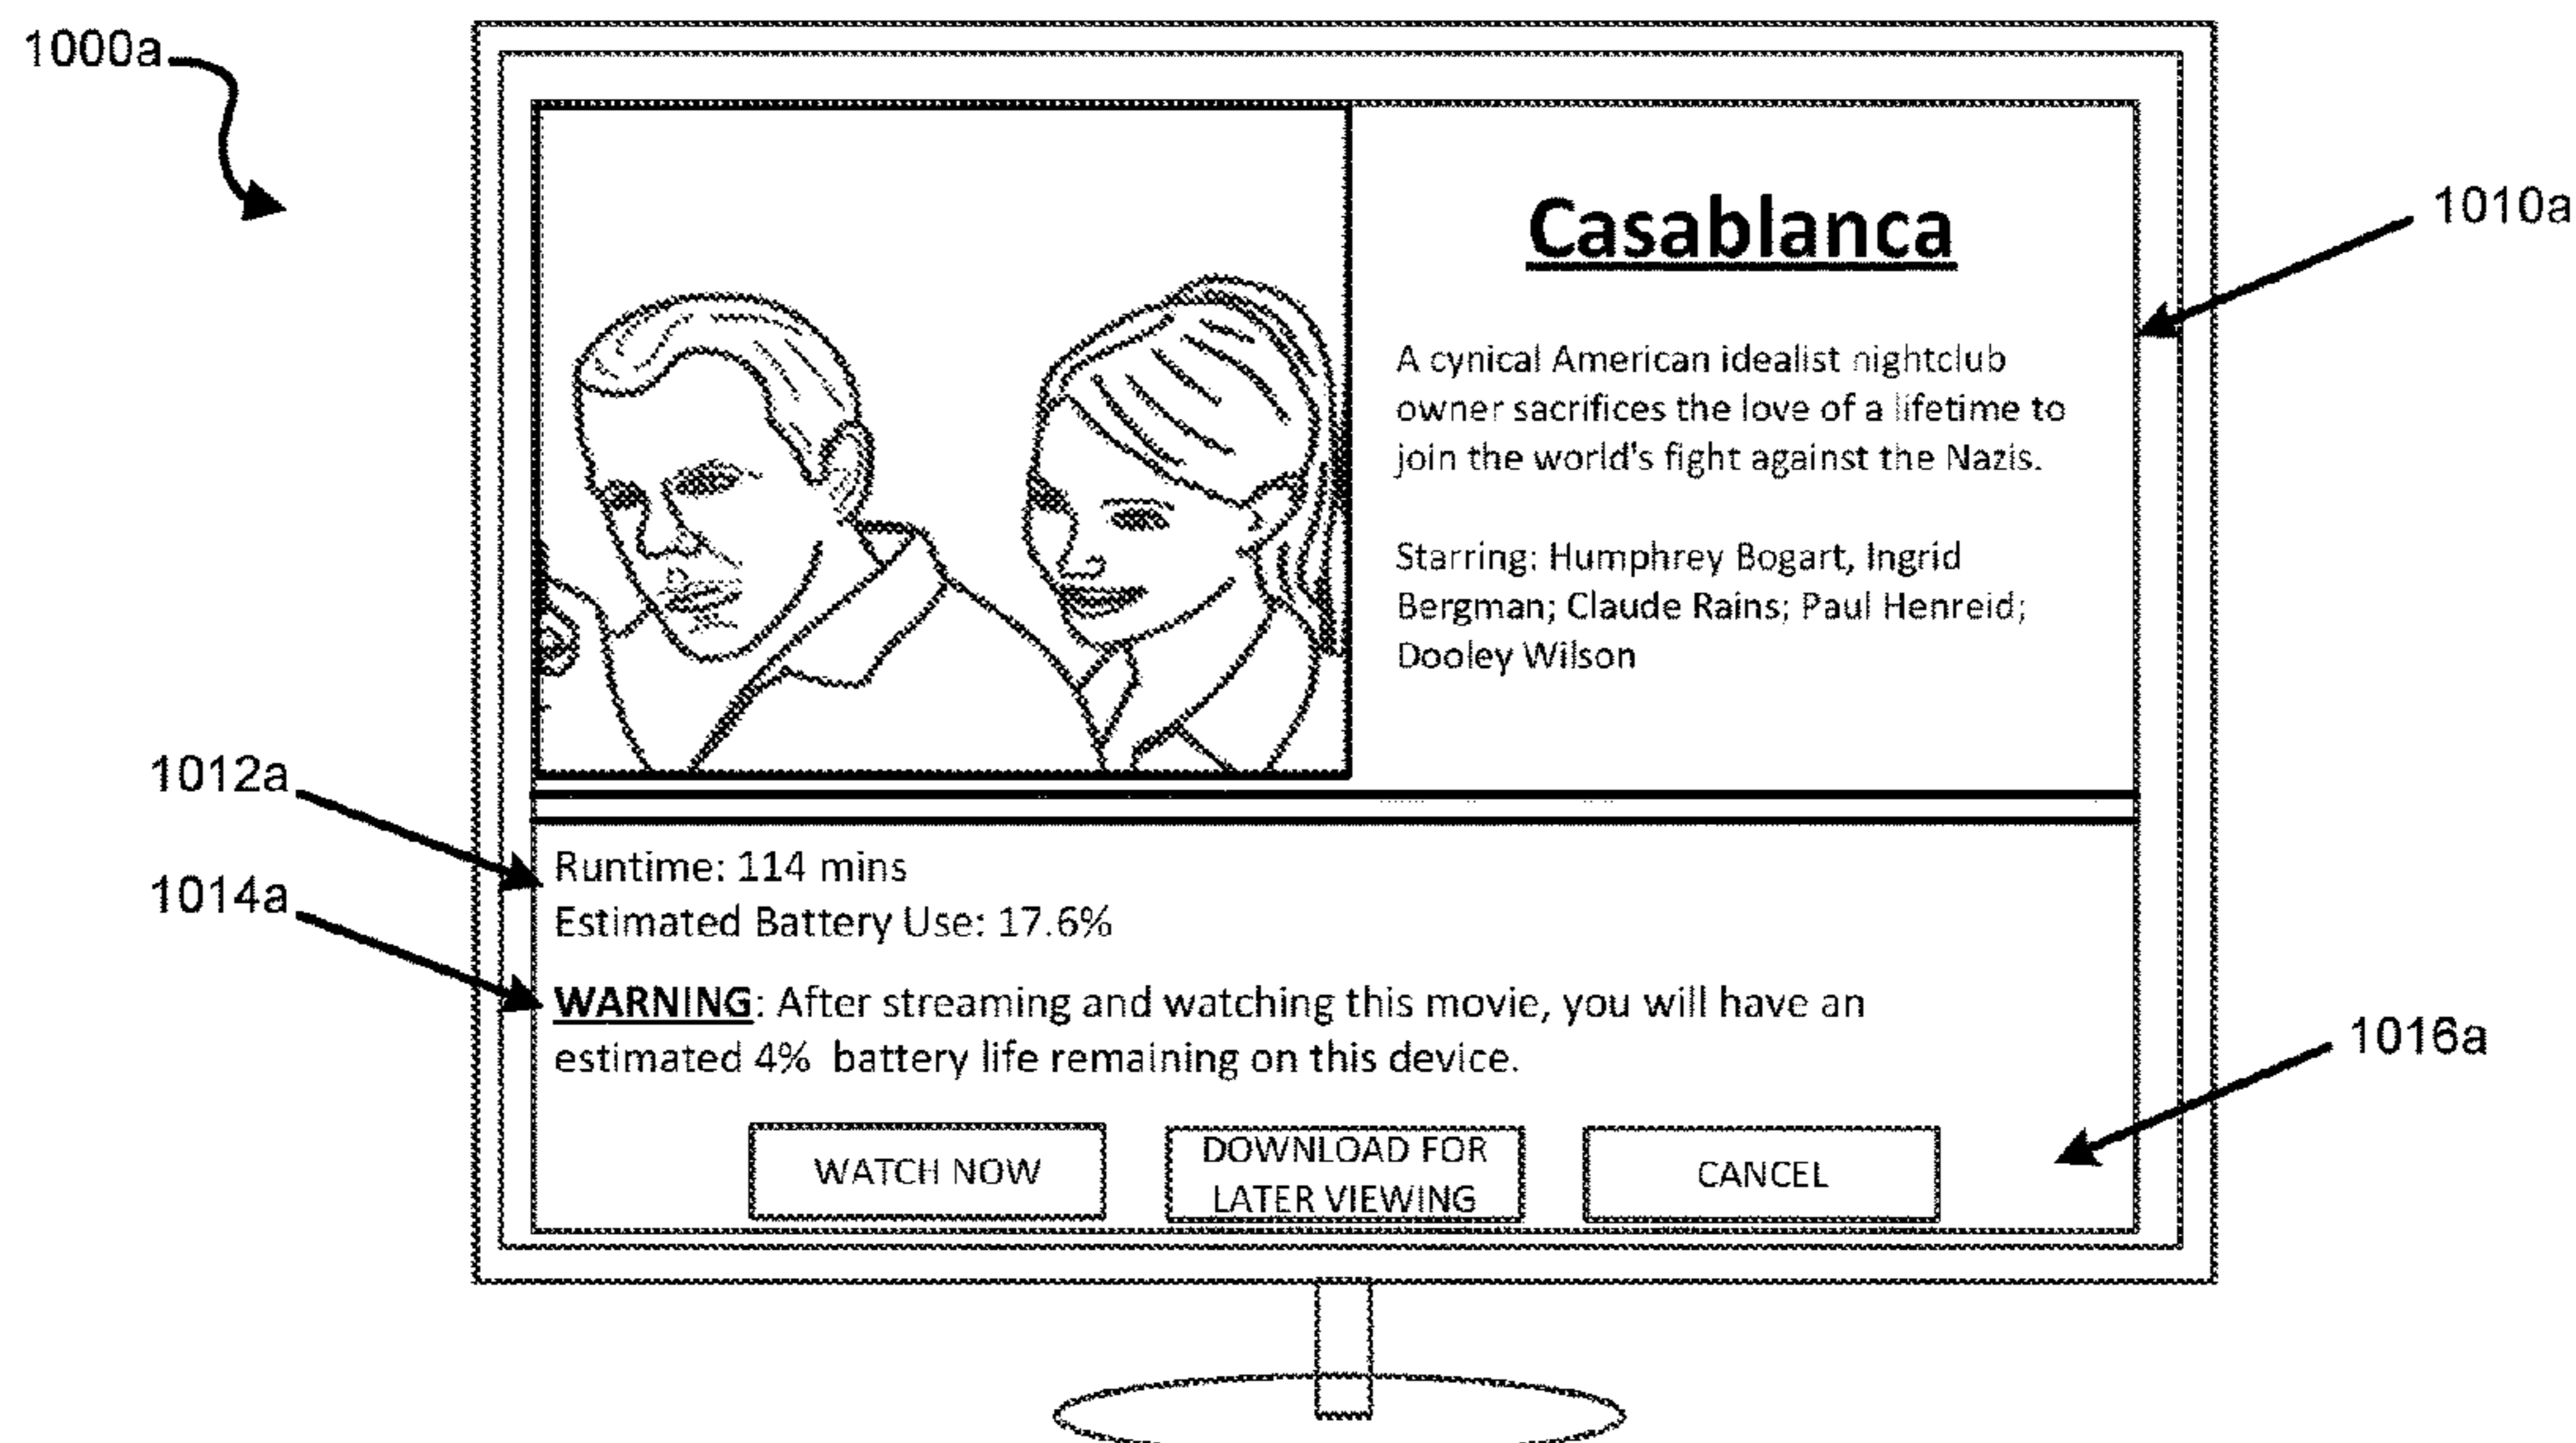 1000a
1010a
Casablanca
A cynical American idealist nightclub
owner sacrifices the love of a lifetime to
join the world's fight against the Nazis.
Starring: Humphrey Bogart, Ingrid
Bergman; Claude Rains; Paul Henreid;
Dooley Wilson
1012a
Runtime: 114 mins
1014a
Estimated Battery Use: 17.6%
WARNING: After streaming and watching this movie, you will have an
estimated 4% battery life remaining on this device.
1016a
WATCH NOW
DOWNLOAD FOR
LATER VIEWING
CANCEL